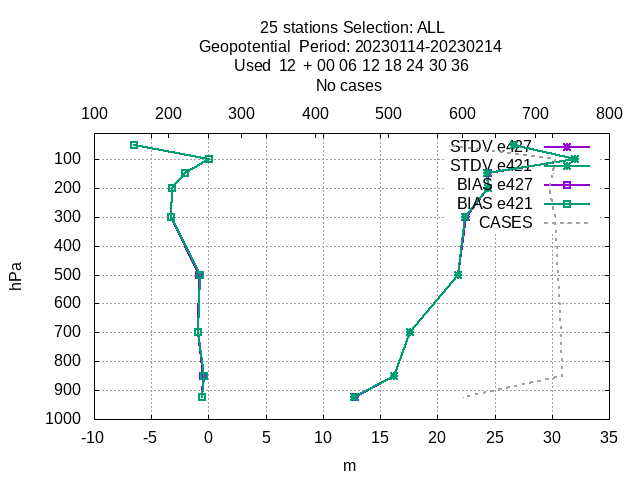 25 stations Selection: ALL
Geopotential  Period: 20230114-20230214
Used  12  + 00 06 12 18 24 30 36
No cases
100 200 300 400 500 600 700 800
STDV e427
STDV e421
BIAS e427
BIAS e421
CASES
100
200
300
400
500
600
700
800
900
1000
hPa
-10 -5 0 5 10 15 20 25 30 35
m